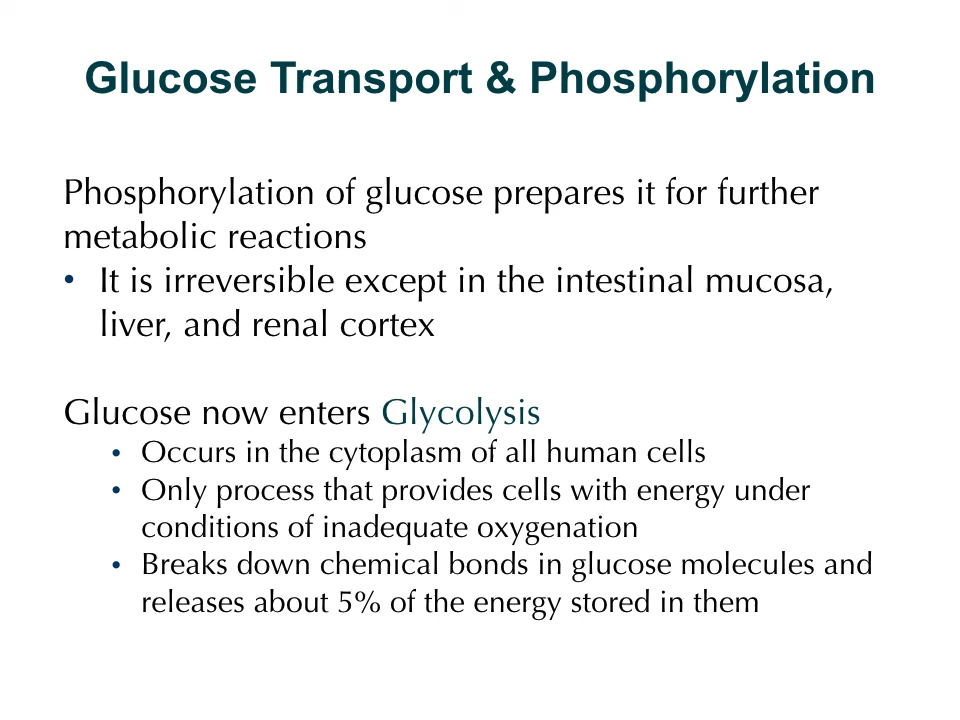 Glucose Transport & Phosphorylation
Phosphorylation of glucose prepares it for further
metabolic reactions
• It is irreversible except in the intestinal mucosa,
liver, and renal cortex
Glucose now enters Glycolysis
• Occurs in the cytoplasm of all human cells
• Only process that provides cells with energy under
conditions of inadequate oxygenation
• Breaks down chemical bonds in glucose molecules and
releases about 5% of the energy stored in them